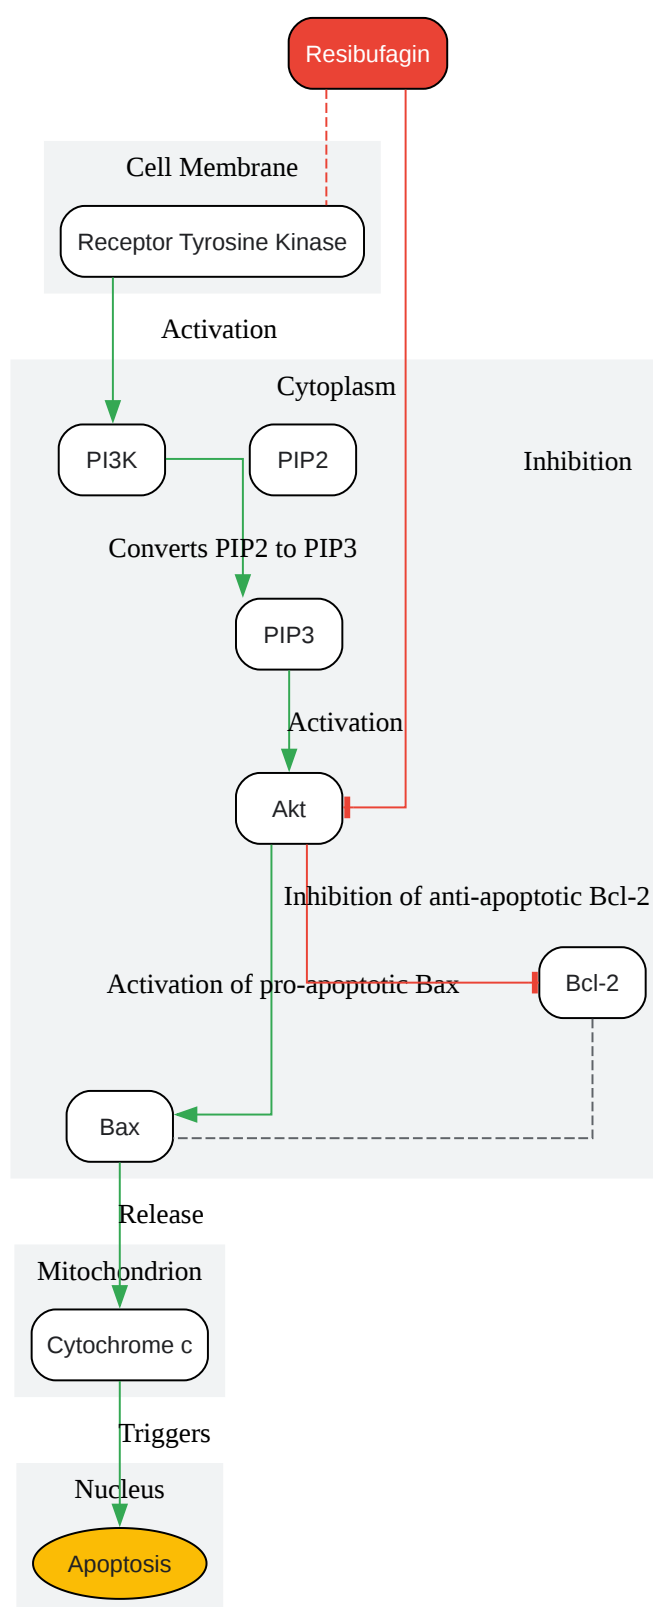 Resibufagin
Cell Membrane
Receptor Tyrosine Kinase
Activation
Cytoplasm
PI3K
PIP2
Inhibition
Converts PIP2 to PIP3
PIP3
Activation
Akt
Inhibition of anti-apoptotic Bcl-2
Activation of pro-apoptotic Bax
Bcl-2
Bax
Release
Mitochondrion
Cytochrome c
Triggers
Nucleus
Apoptosis